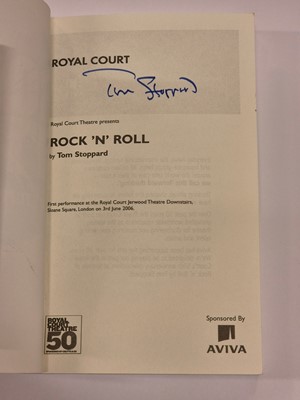 ROYAL COURT
Tom Stoppard
Royal Court Theatre presents
ROCK 'N' ROLL
by Tom Stoppard
First performance at the Royal Court Jerwood Theatre Downstairs,
Sloane Square, London on 3rd June 2006.
ROYAL
COURT
THEATRE
50
Sponsored By
AVIVA